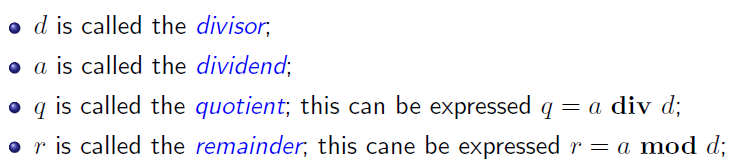 • d is called the divisor;
• a is called the dividend;
• q is called the quotient; this can be expressed q = a div d;
• r is called the remainder; this cane be expressed r = a mod d;